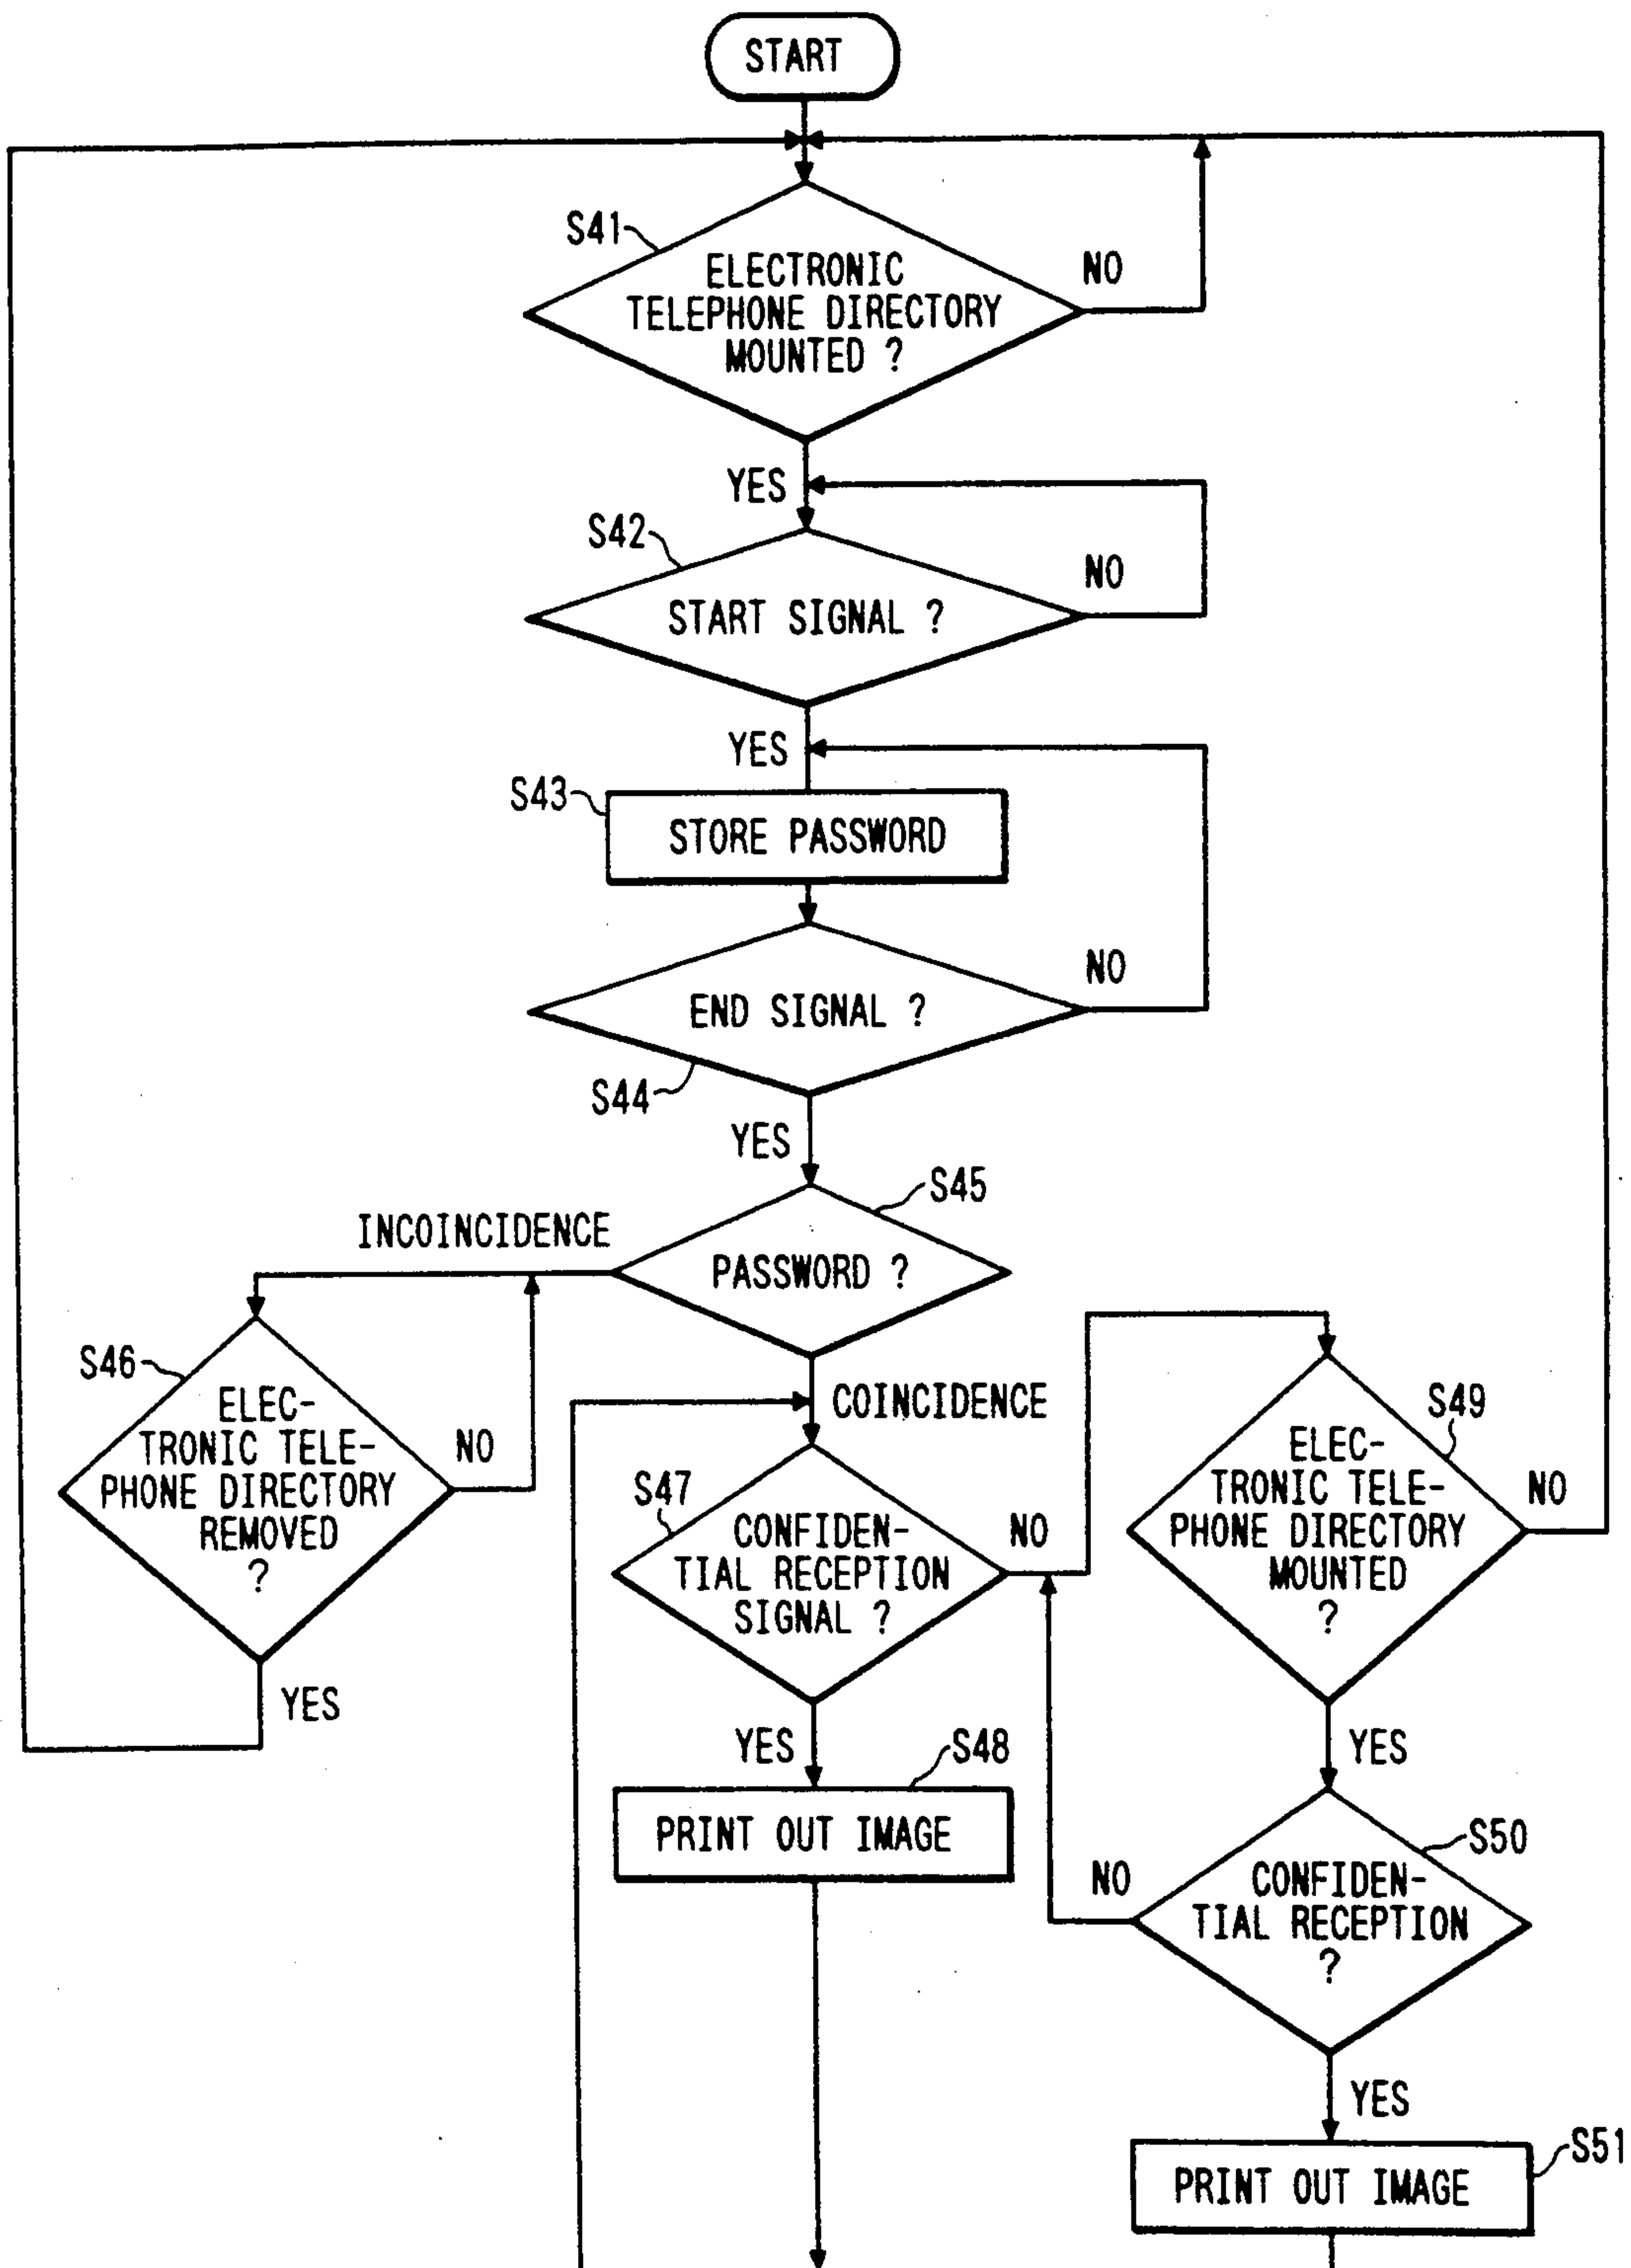 START
S41
ELECTRONIC
TELEPHONE DIRECTORY
MOUNTED ?
NO
YES
S42
START SIGNAL ?
NO
YES
S43
STORE PASSWORD
END SIGNAL ?
NO
S44
YES
S45
PASSWORD ?
INCOINCIDENCE
S46
ELEC-
TRONIC TELE-
PHONE DIRECTORY
REMOVED
?
NO
YES
COINCIDENCE
S47
CONFIDEN-
TIAL RECEPTION
SIGNAL ?
NO
YES
S48
PRINT OUT IMAGE
S49
ELEC-
TRONIC TELE-
PHONE DIRECTORY
MOUNTED
?
NO
YES
S50
CONFIDEN-
TIAL RECEPTION
?
NO
YES
S51
PRINT OUT IMAGE